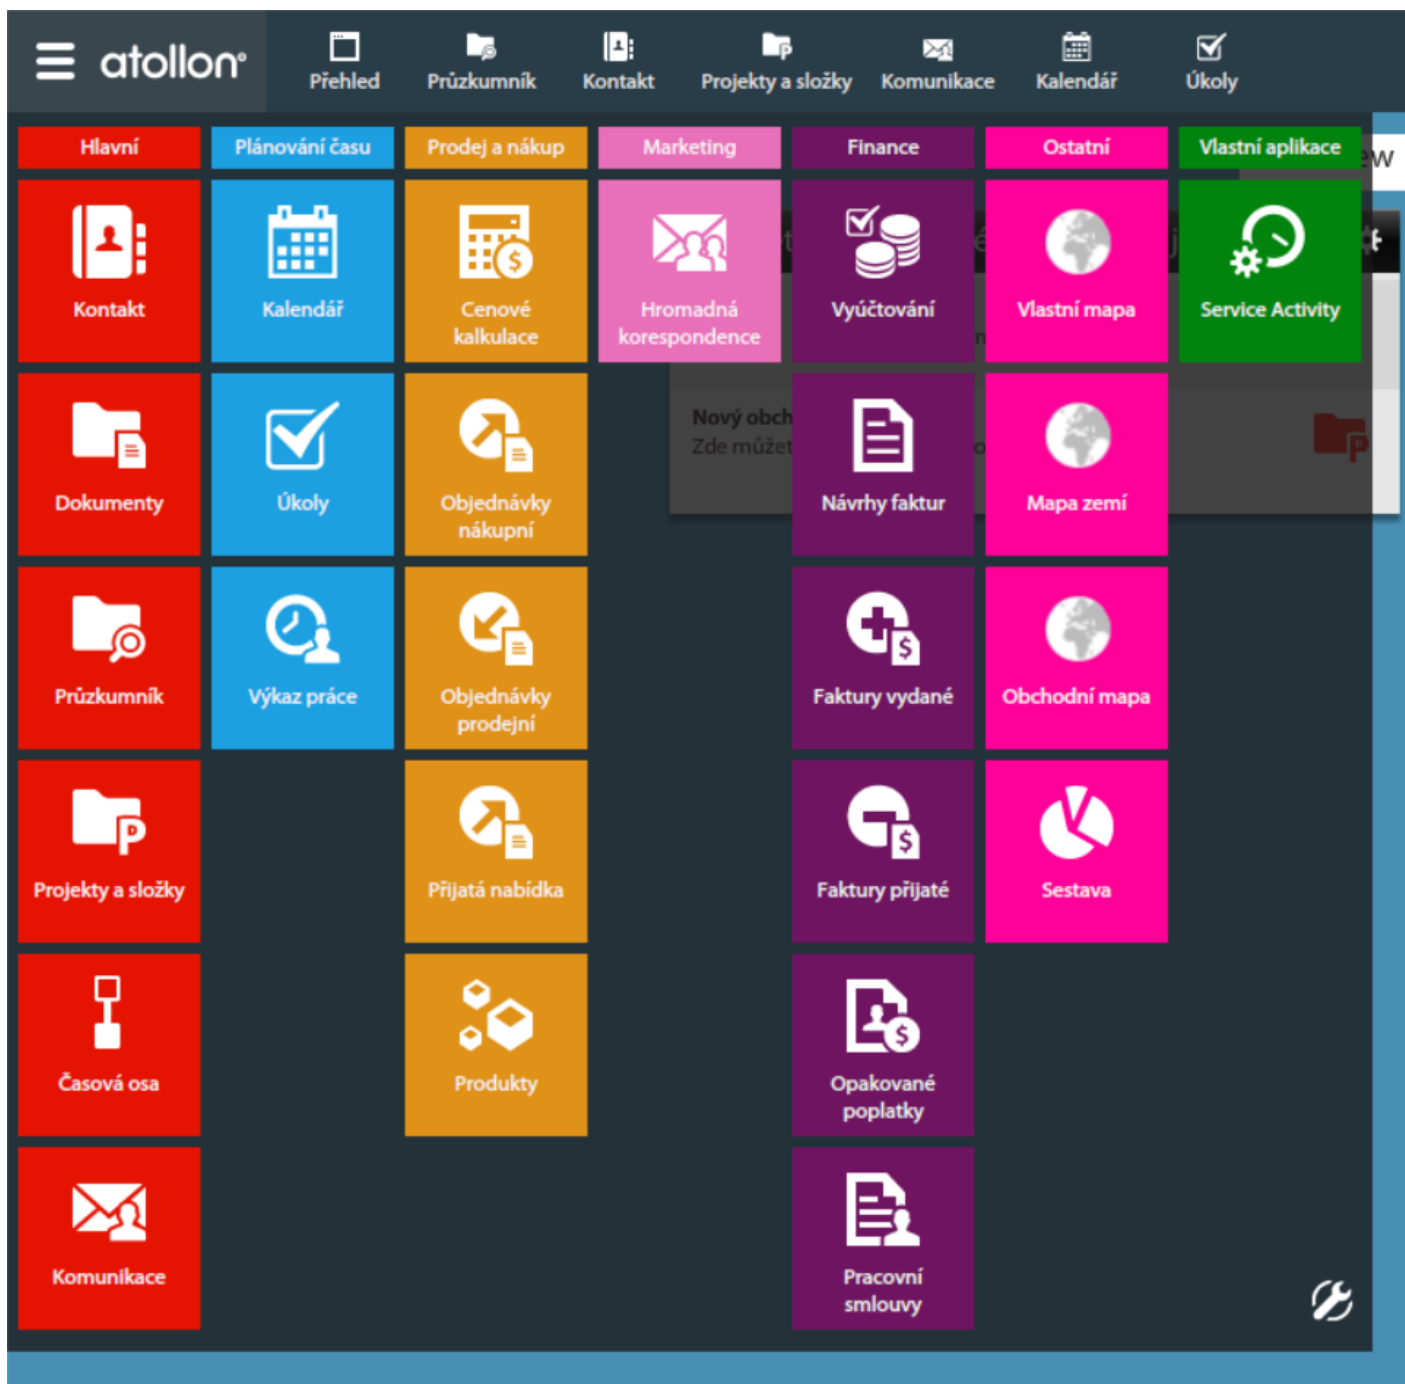 atollon
Přehled
Průzkumník
Kontakt
Projekty a složky
Komunikace
Kalendář
Úkoly
Hlavní
Plánování času
Prodej a nákup
Marketing
Finance
Ostatní
Vlastní aplikace
Kontakt
Kalendář
Cenové
kalkulace
Hromadná
korespondence
Vyúčtování
Vlastní mapa
Service Activity
Nový obch
Zde můžet
Dokumenty
Úkoly
Objednávky
nákupní
Návrhy faktur
Mapa zemí
Průzkumník
Výkaz práce
Objednávky
prodejní
Faktury vydané
Obchodní mapa
Projekty a složky
Přijatá nabídka
Faktury přijaté
Sestava
Časová osa
Produkty
Opakované
poplatky
Komunikace
Pracovní
smlouvy